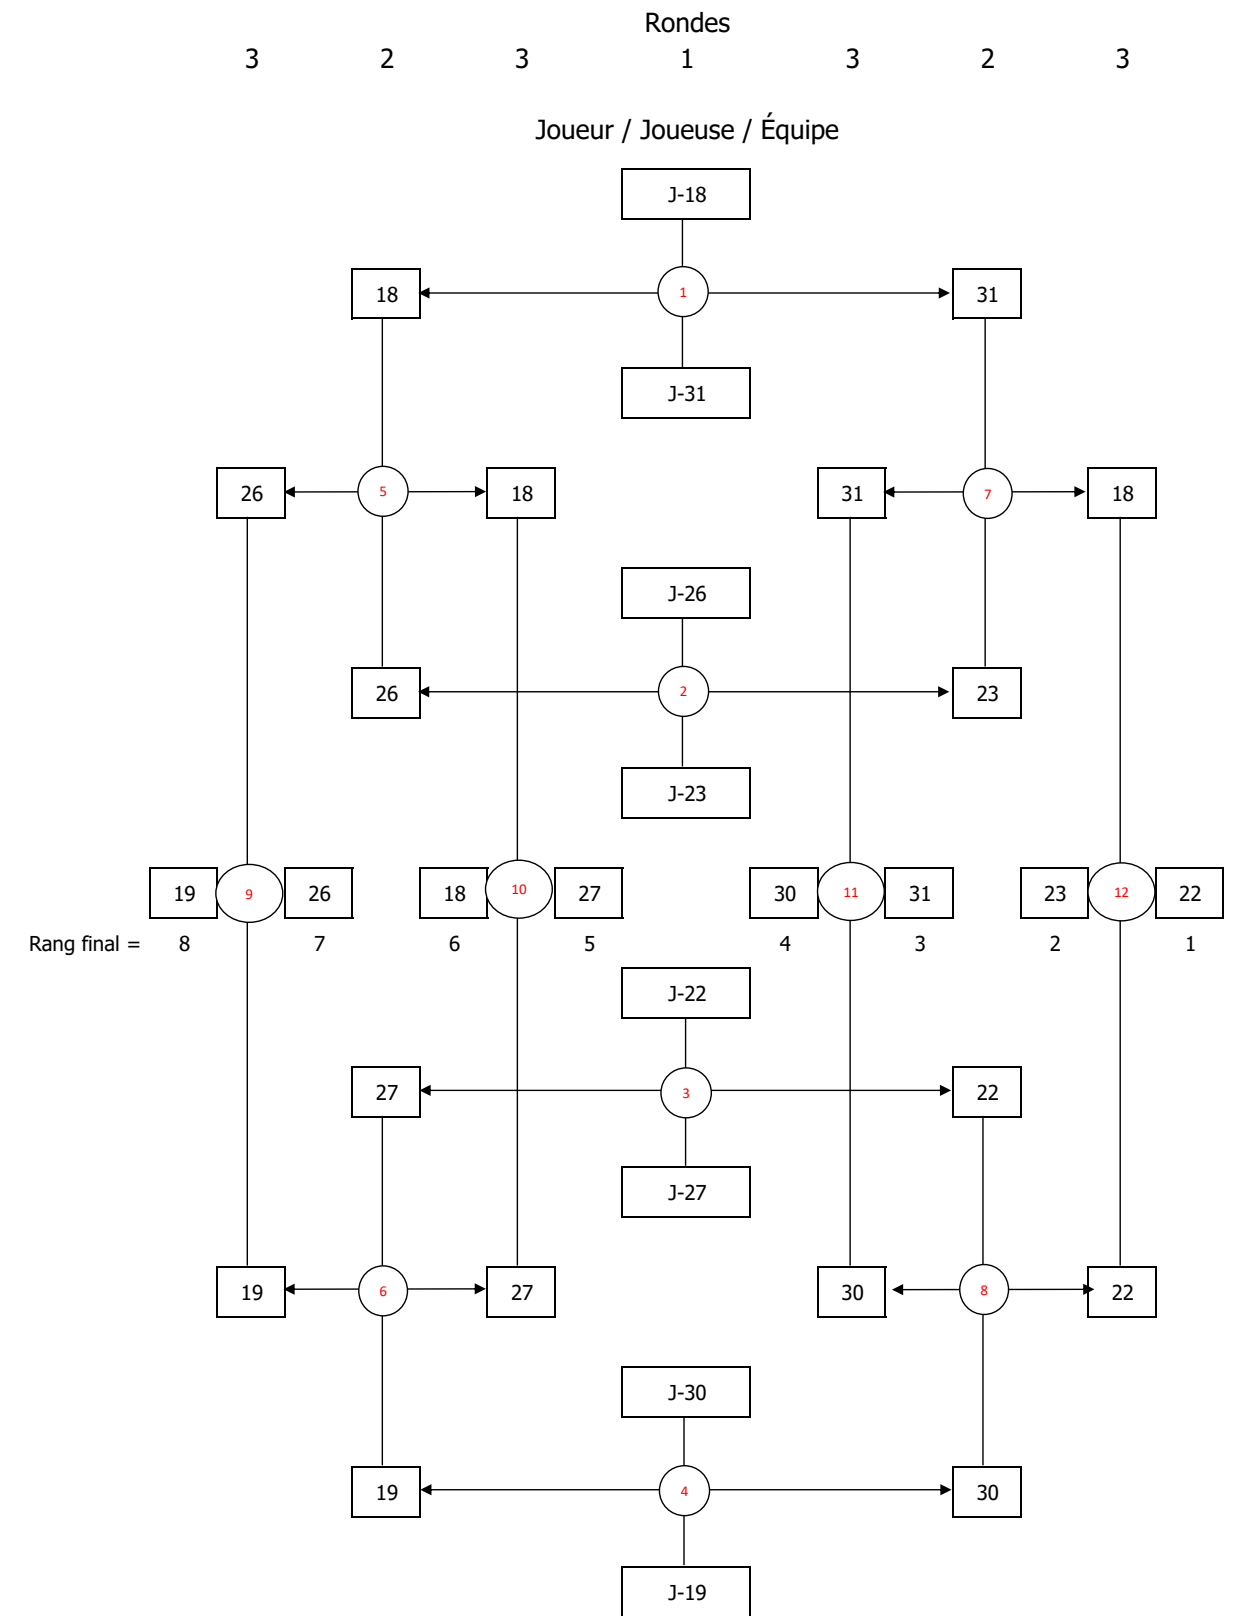 Rondes
3 2 3 1 3 2 3
Joueur / Joueuse / Équipe
J-18
18 1 31
J-31
26 5 18 31 7 18
J-26
26 2 23
J-23
19 9 26 18 10 27 30 11 31 23 12 22
Rang final = 8 7 6 5 4 3 2 1
J-22
27 3 22
J-27
19 6 27 30 8 22
J-30
19 4 30
J-19